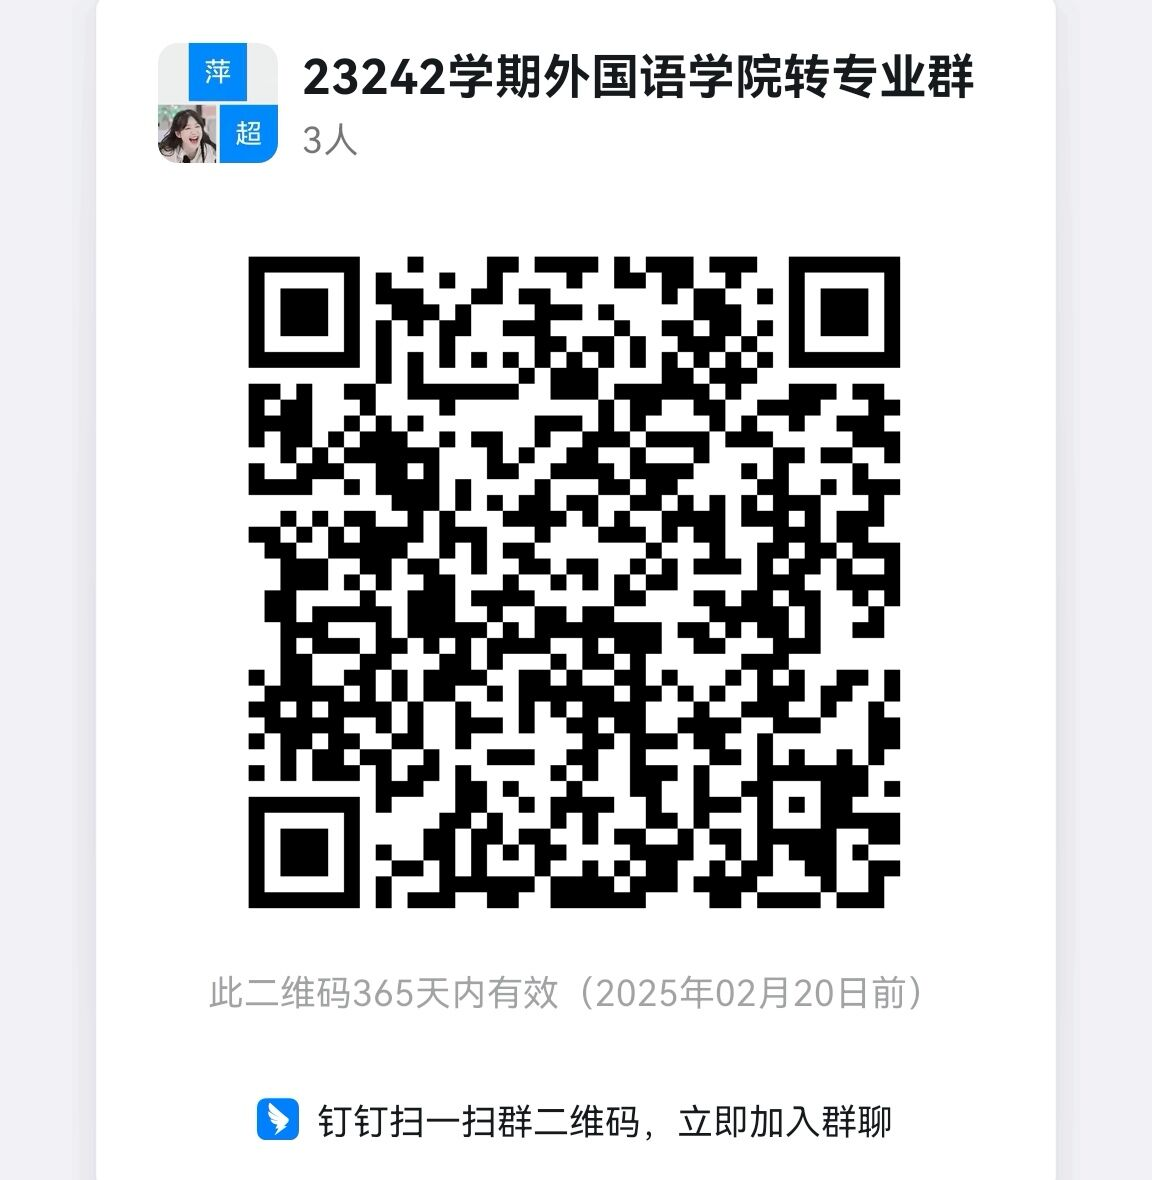 萍
超
23242学期外国语学院转专业群
3人
此二维码365天内有效（2025年02月20日前）
钉钉扫一扫群二维码，立即加入群聊